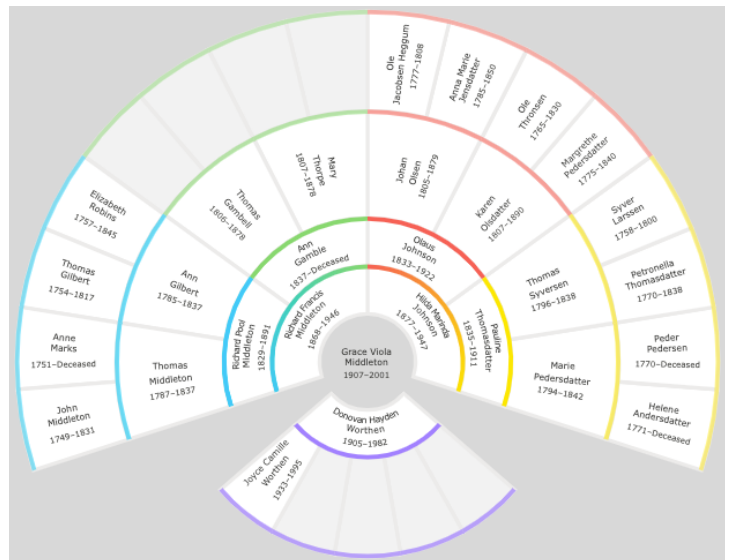 Ole
Jacobsen Heggum
1777–1808
Anna Marie
Jensdatter
1785–1850
Ole
Thronsen
1765–1830
Margrethe
Pedersdatter
1775–1840
Mary
Thorpe
1807–1878
Johan
Olsen
1805–1879
Thomas
Gambell
1806–1878
Karen
Olsdatter
1807–1890
Elizabeth
Robins
1757–1845
Syver
Larssen
1758–1800
Ann
Gamble
1837–Deceased
Olaus
Johnson
1833–1922
Thomas
Gilbert
1754–1817
Ann
Gilbert
1785–1837
Thomas
Syversen
1796–1838
Petronella
Thomasdatter
1770–1838
Richard Francis
Middleton
1868–1946
Hilda Marinda
Johnson
1877–1947
Richard Pool
Middleton
1829–1891
Pauline
Thomasdatter
1835–1911
Anne
Marks
1751–Deceased
Thomas
Middleton
1787–1837
Grace Viola
Middleton
1907–2001
Marie
Pedersdatter
1794–1842
Peder
Pedersen
1770–Deceased
John
Middleton
1749–1831
Helene
Andersdatter
1771–Deceased
Donovan Hayden
Worthen
1905–1982
Joyce Camille
Worthen
1933–1995